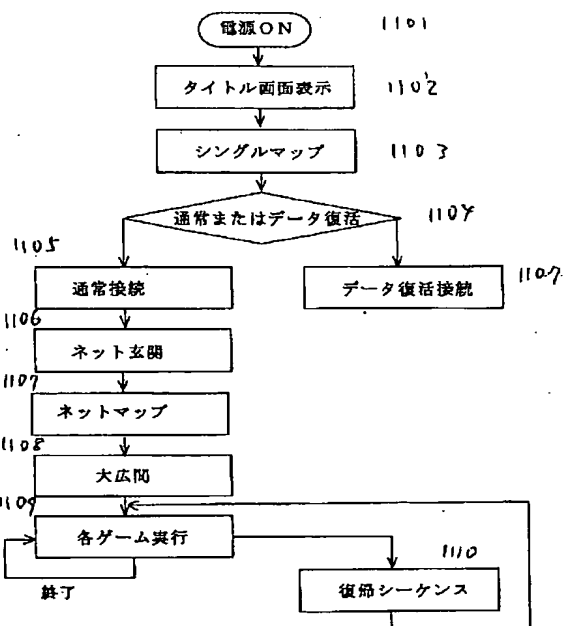 電源ON 1101
タイトル画面表示 1102
シングルマップ 1103
通常またはデータ復活 1104
1105
通常接続
データ復活接続 1107
1106
ネット玄関
1107
ネットマップ
1108
大広間
1109
各ゲーム実行
1110
終了
復帰シーケンス